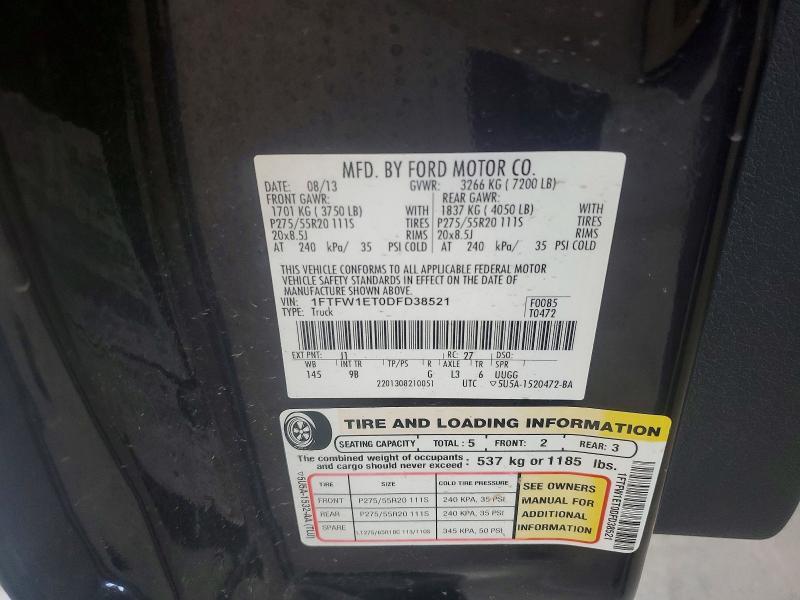 MFD. BY FORD MOTOR CO.
DATE: 08/13 GVWR: 3266 KG ( 7200 LB)
FRONT GAWR: REAR GAWR:
1701 KG ( 3750 LB) WITH 1837 KG ( 4050 LB) WITH
P275/55R20 111S TIRES P275/55R20 111S TIRES
20x8.5J RIMS 20x8.5J RIMS
AT 240 kPa/ 35 PSI COLD AT 240 kPa/ 35 PSI COLD
THIS VEHICLE CONFORMS TO ALL APPLICABLE FEDERAL MOTOR
VEHICLE SAFETY STANDARDS IN EFFECT ON THE DATE OF
MANUFACTURE SHOWN ABOVE.
VIN: 1FTFW1ET0DFD38521 F0085
TYPE: Truck T0472
EXT PNT: J1 RC: 27 DSO:
WB INT TR TP/PS R AXLE TR SPR
145 9B G L3 6 UUGG
2201308210051 UTC ▽5U5A-1520472-BA
TIRE AND LOADING INFORMATION
SEATING CAPACITY TOTAL : 5 FRONT: 2 REAR: 3
The combined weight of occupants
and cargo should never exceed : 537 kg or 1185 lbs.
TIRE SIZE COLD TIRE PRESSURE
FRONT P275/55R20 111S 240 KPA, 35 PSI
REAR P275/55R20 111S 240 KPA, 35 PSI
SPARE 345 KPA, 50 PSI
SEE OWNERS
MANUAL FOR
ADDITIONAL
INFORMATION
1FTFW1ET0DFD38521